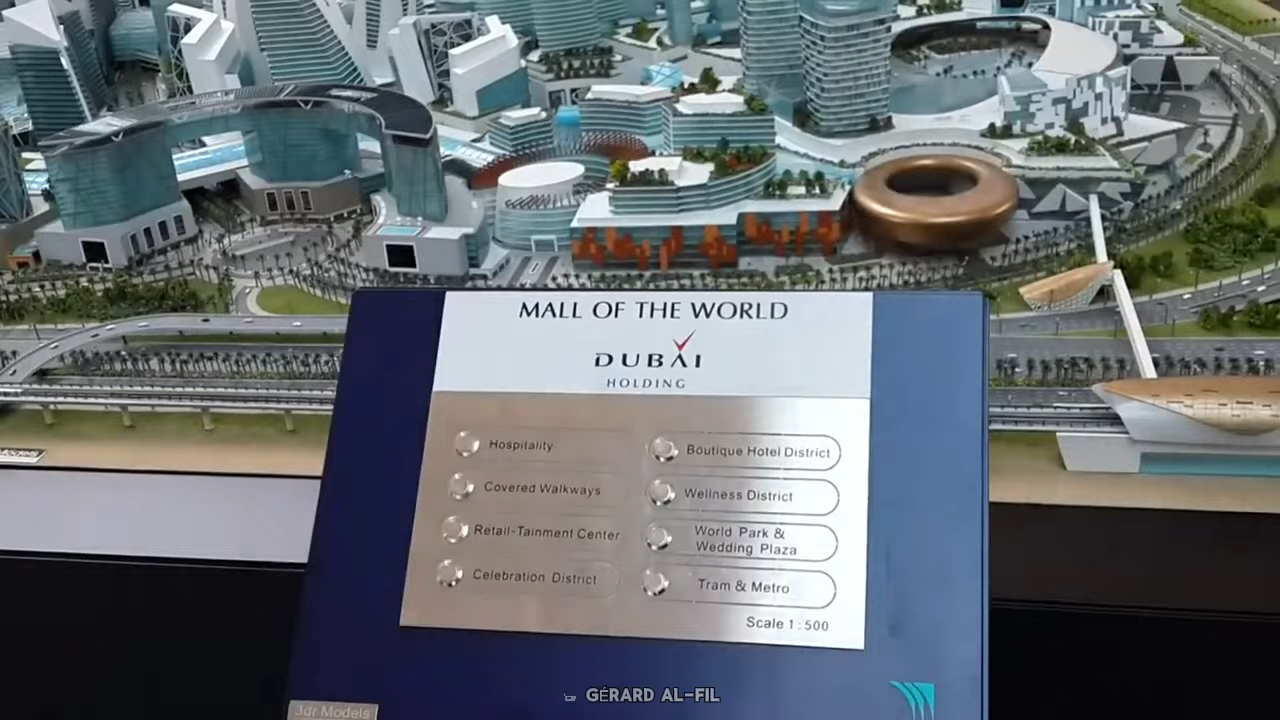 MALL OF THE WORLD
DUBAI
HOLDING
Hospitality
Boutique Hotel District
Covered Walkways
Wellness District
Retail-Tainment Center
World Park &
Wedding Plaza
Celebration District
Tram & Metro
Scale 1:500
GÉRARD AL-FIL
3dr Models